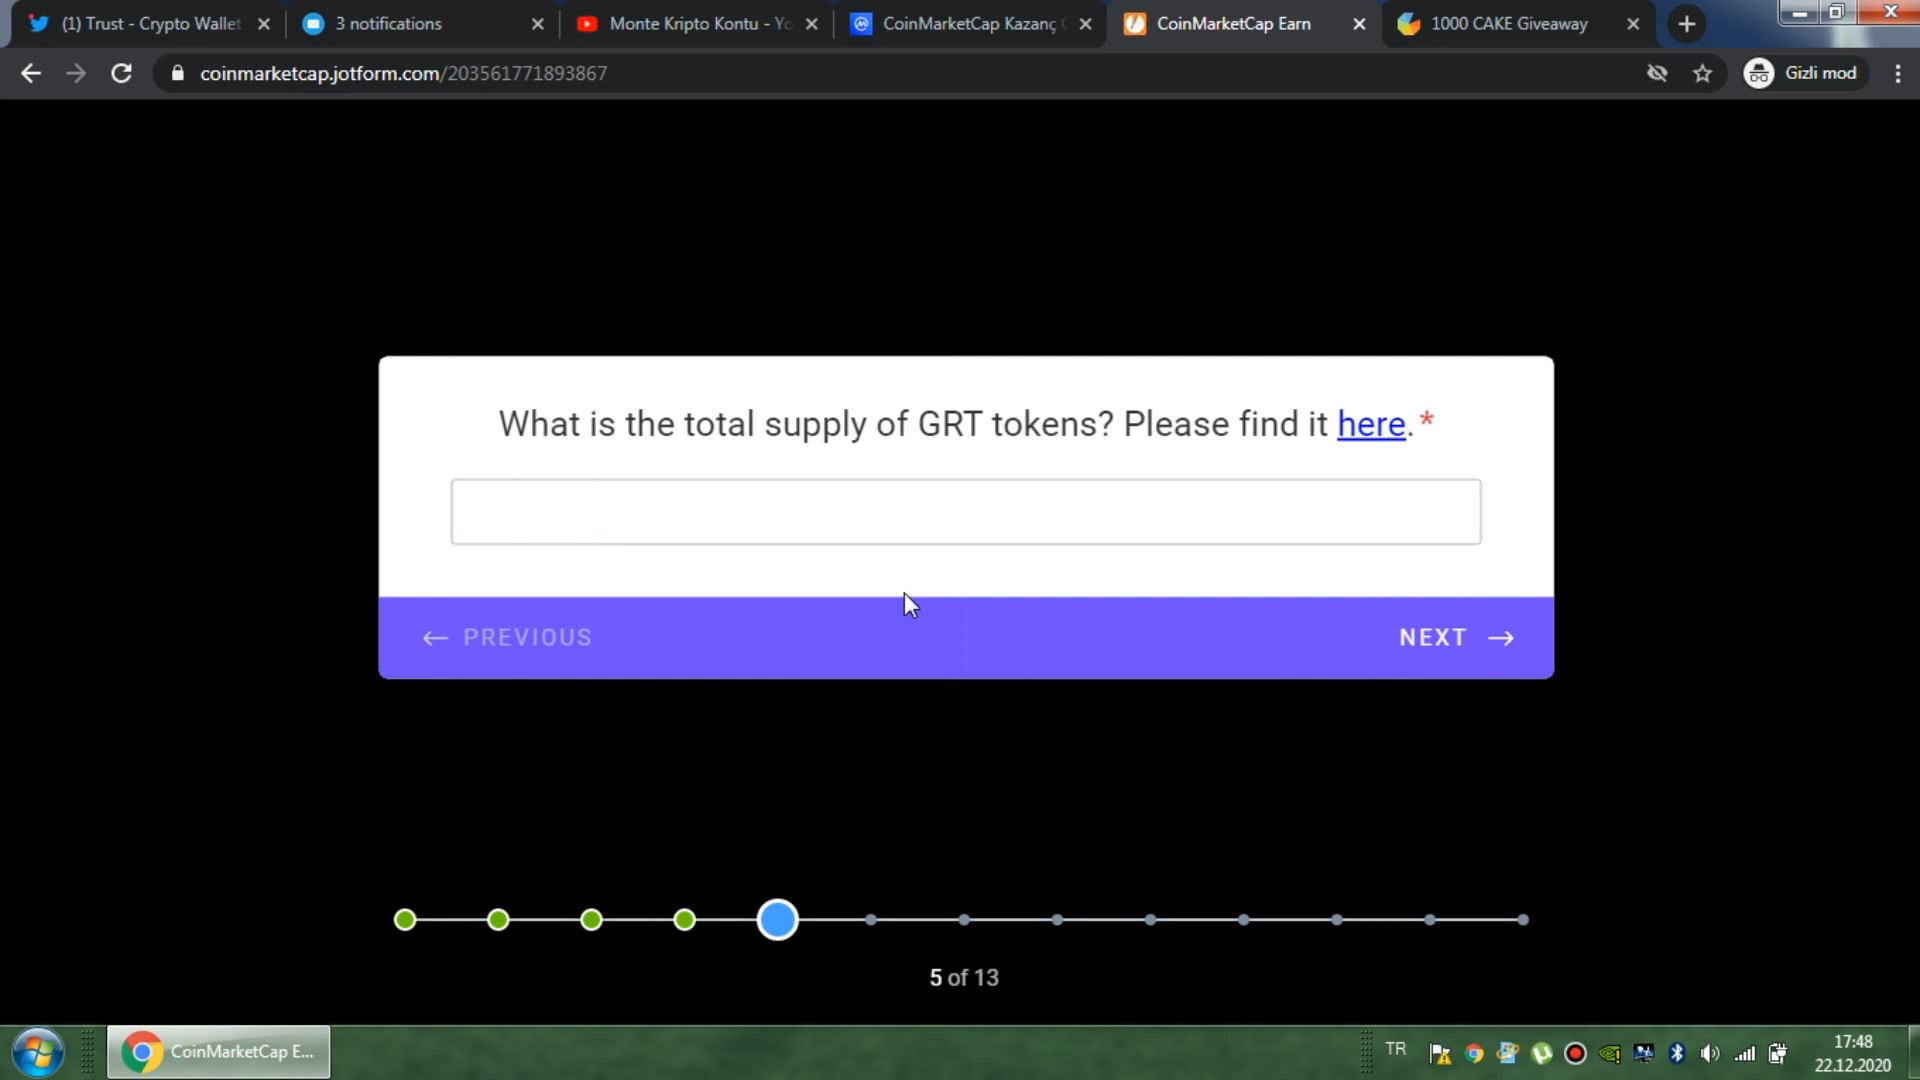 (1) Trust - Crypto Wallet
3 notifications
Monte Kripto Kontu - Yo
CoinMarketCap Kazanç
CoinMarketCap Earn
1000 CAKE Giveaway
coinmarketcap.jotform.com/203561771893867
Gizli mod
What is the total supply of GRT tokens? Please find it here. *
← PREVIOUS
NEXT →
5 of 13
CoinMarketCap E...
TR
17:48
22.12.2020